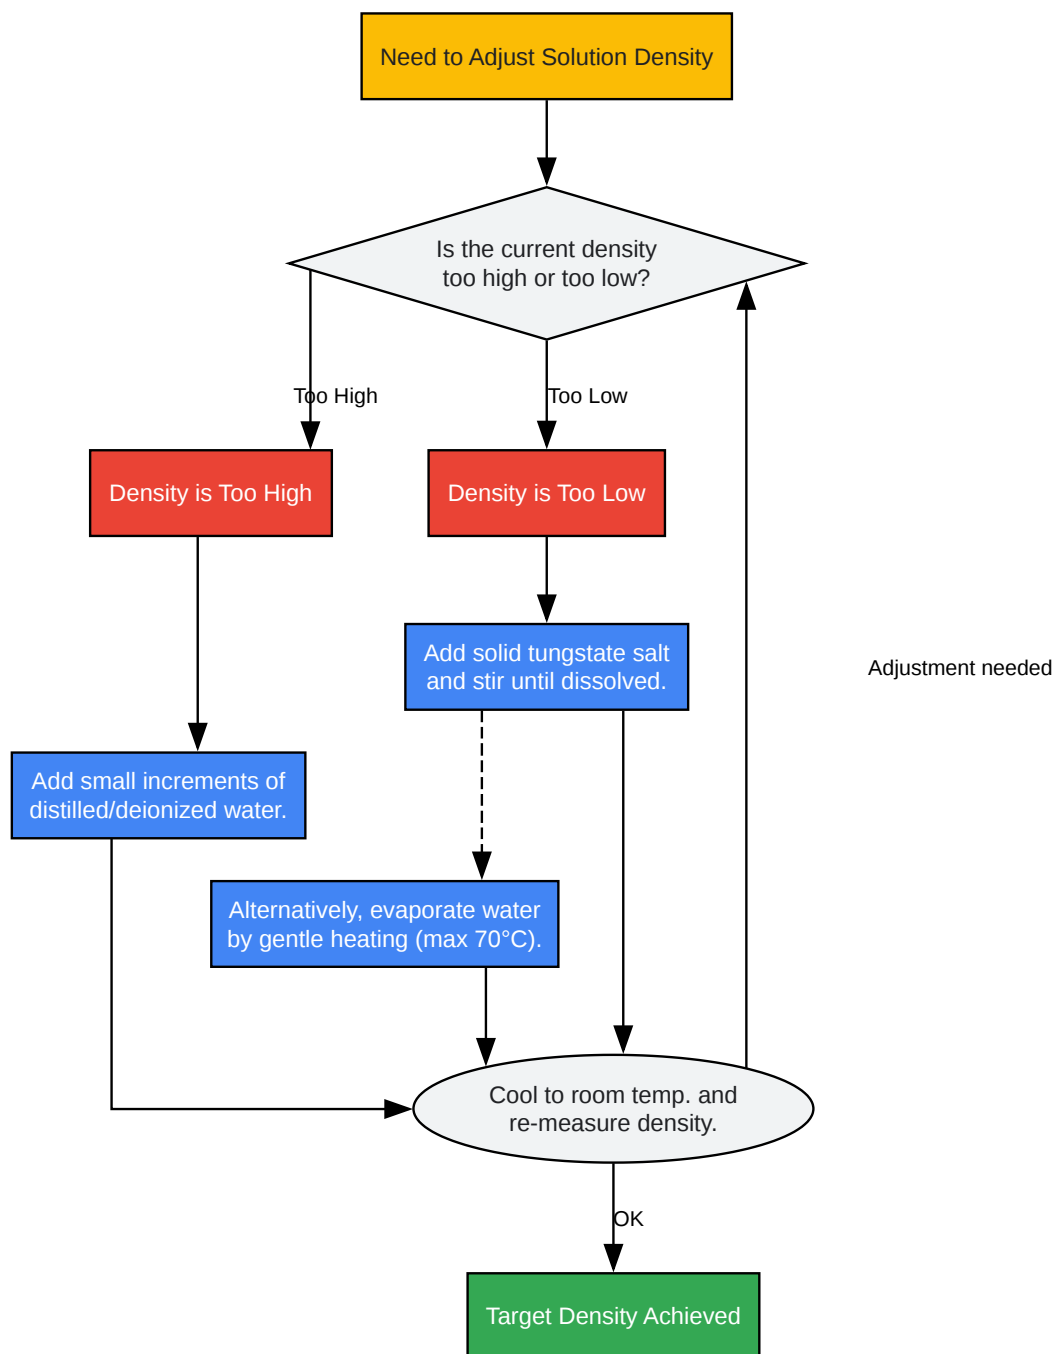 Need to Adjust Solution Density
Is the current density
too high or too low?
Too High
Too Low
Density is Too High
Density is Too Low
Add solid tungstate salt
and stir until dissolved.
Adjustment needed
Add small increments of
distilled/deionized water.
Alternatively, evaporate water
by gentle heating (max 70°C).
Cool to room temp. and
re-measure density.
OK
Target Density Achieved